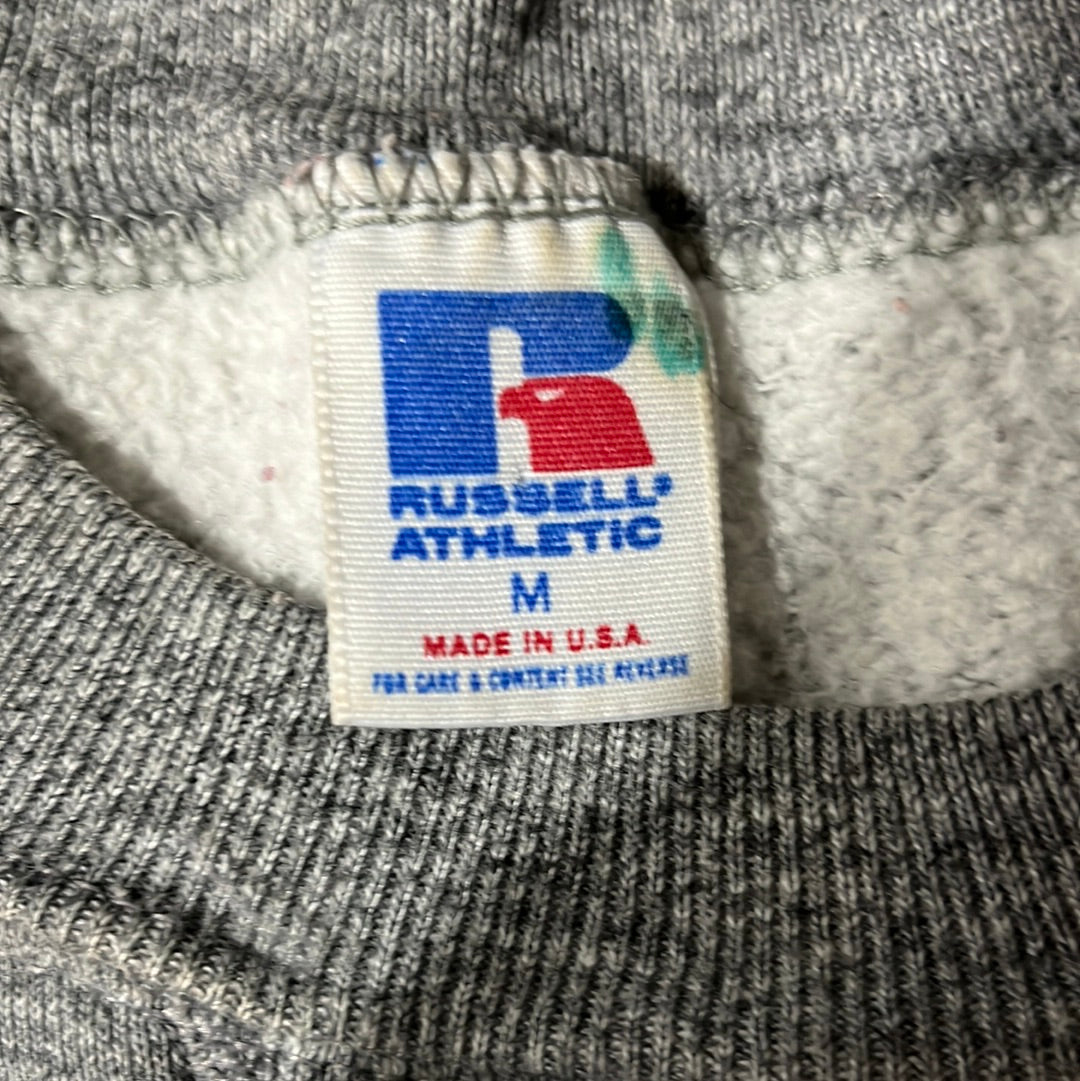 R
RUSSELL®
ATHLETIC
M
MADE IN U.S.A.
FOR CARE & CONTENT SEE REVERSE